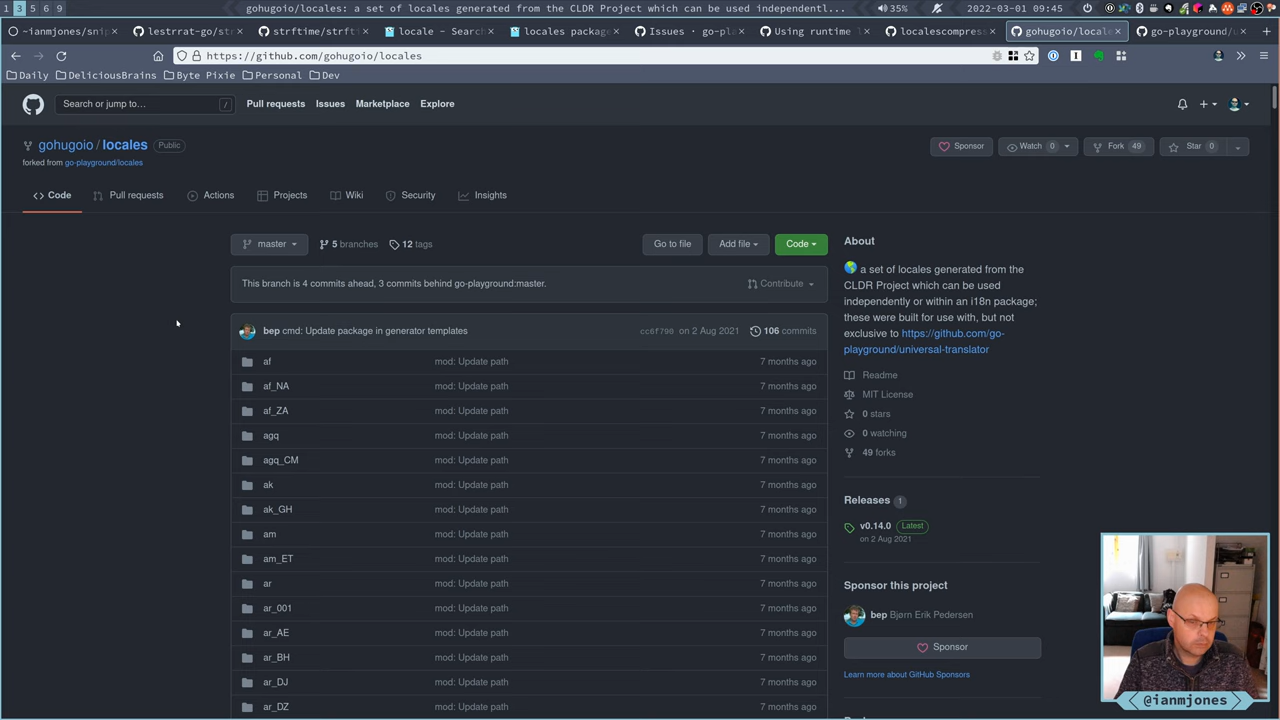 1 3 5 6 9 gohugoio/locales: a set of locales generated from the CLDR Project which can be used independentl... 35% 2022-03-01 09:45
~ianmjones/snip lestrrat-go/str strftime/strfti locale - Search locales package Issues · go-pla Using runtime l localescompress gohugoio/locale go-playground/u
https://github.com/gohugoio/locales
Daily DeliciousBrains Byte Pixie Personal Dev
Search or jump to... / Pull requests Issues Marketplace Explore
gohugoio / locales Public
forked from go-playground/locales
Sponsor Watch 0 Fork 49 Star 0
Code Pull requests Actions Projects Wiki Security Insights
master 5 branches 12 tags Go to file Add file Code
This branch is 4 commits ahead, 3 commits behind go-playground:master. Contribute
bep cmd: Update package in generator templates cc6f790 on 2 Aug 2021 106 commits
af mod: Update path 7 months ago
af_NA mod: Update path 7 months ago
af_ZA mod: Update path 7 months ago
agq mod: Update path 7 months ago
agq_CM mod: Update path 7 months ago
ak mod: Update path 7 months ago
ak_GH mod: Update path 7 months ago
am mod: Update path 7 months ago
am_ET mod: Update path 7 months ago
ar mod: Update path 7 months ago
ar_001 mod: Update path 7 months ago
ar_AE mod: Update path 7 months ago
ar_BH mod: Update path 7 months ago
ar_DJ mod: Update path 7 months ago
ar_DZ mod: Update path 7 months ago
About
a set of locales generated from the
CLDR Project which can be used
independently or within an i18n package;
these were built for use with, but not
exclusive to https://github.com/go-
playground/universal-translator
Readme
MIT License
0 stars
0 watching
49 forks
Releases 1
v0.14.0 Latest
on 2 Aug 2021
Sponsor this project
bep Bjørn Erik Pedersen
Sponsor
Learn more about GitHub Sponsors
@ianmjones